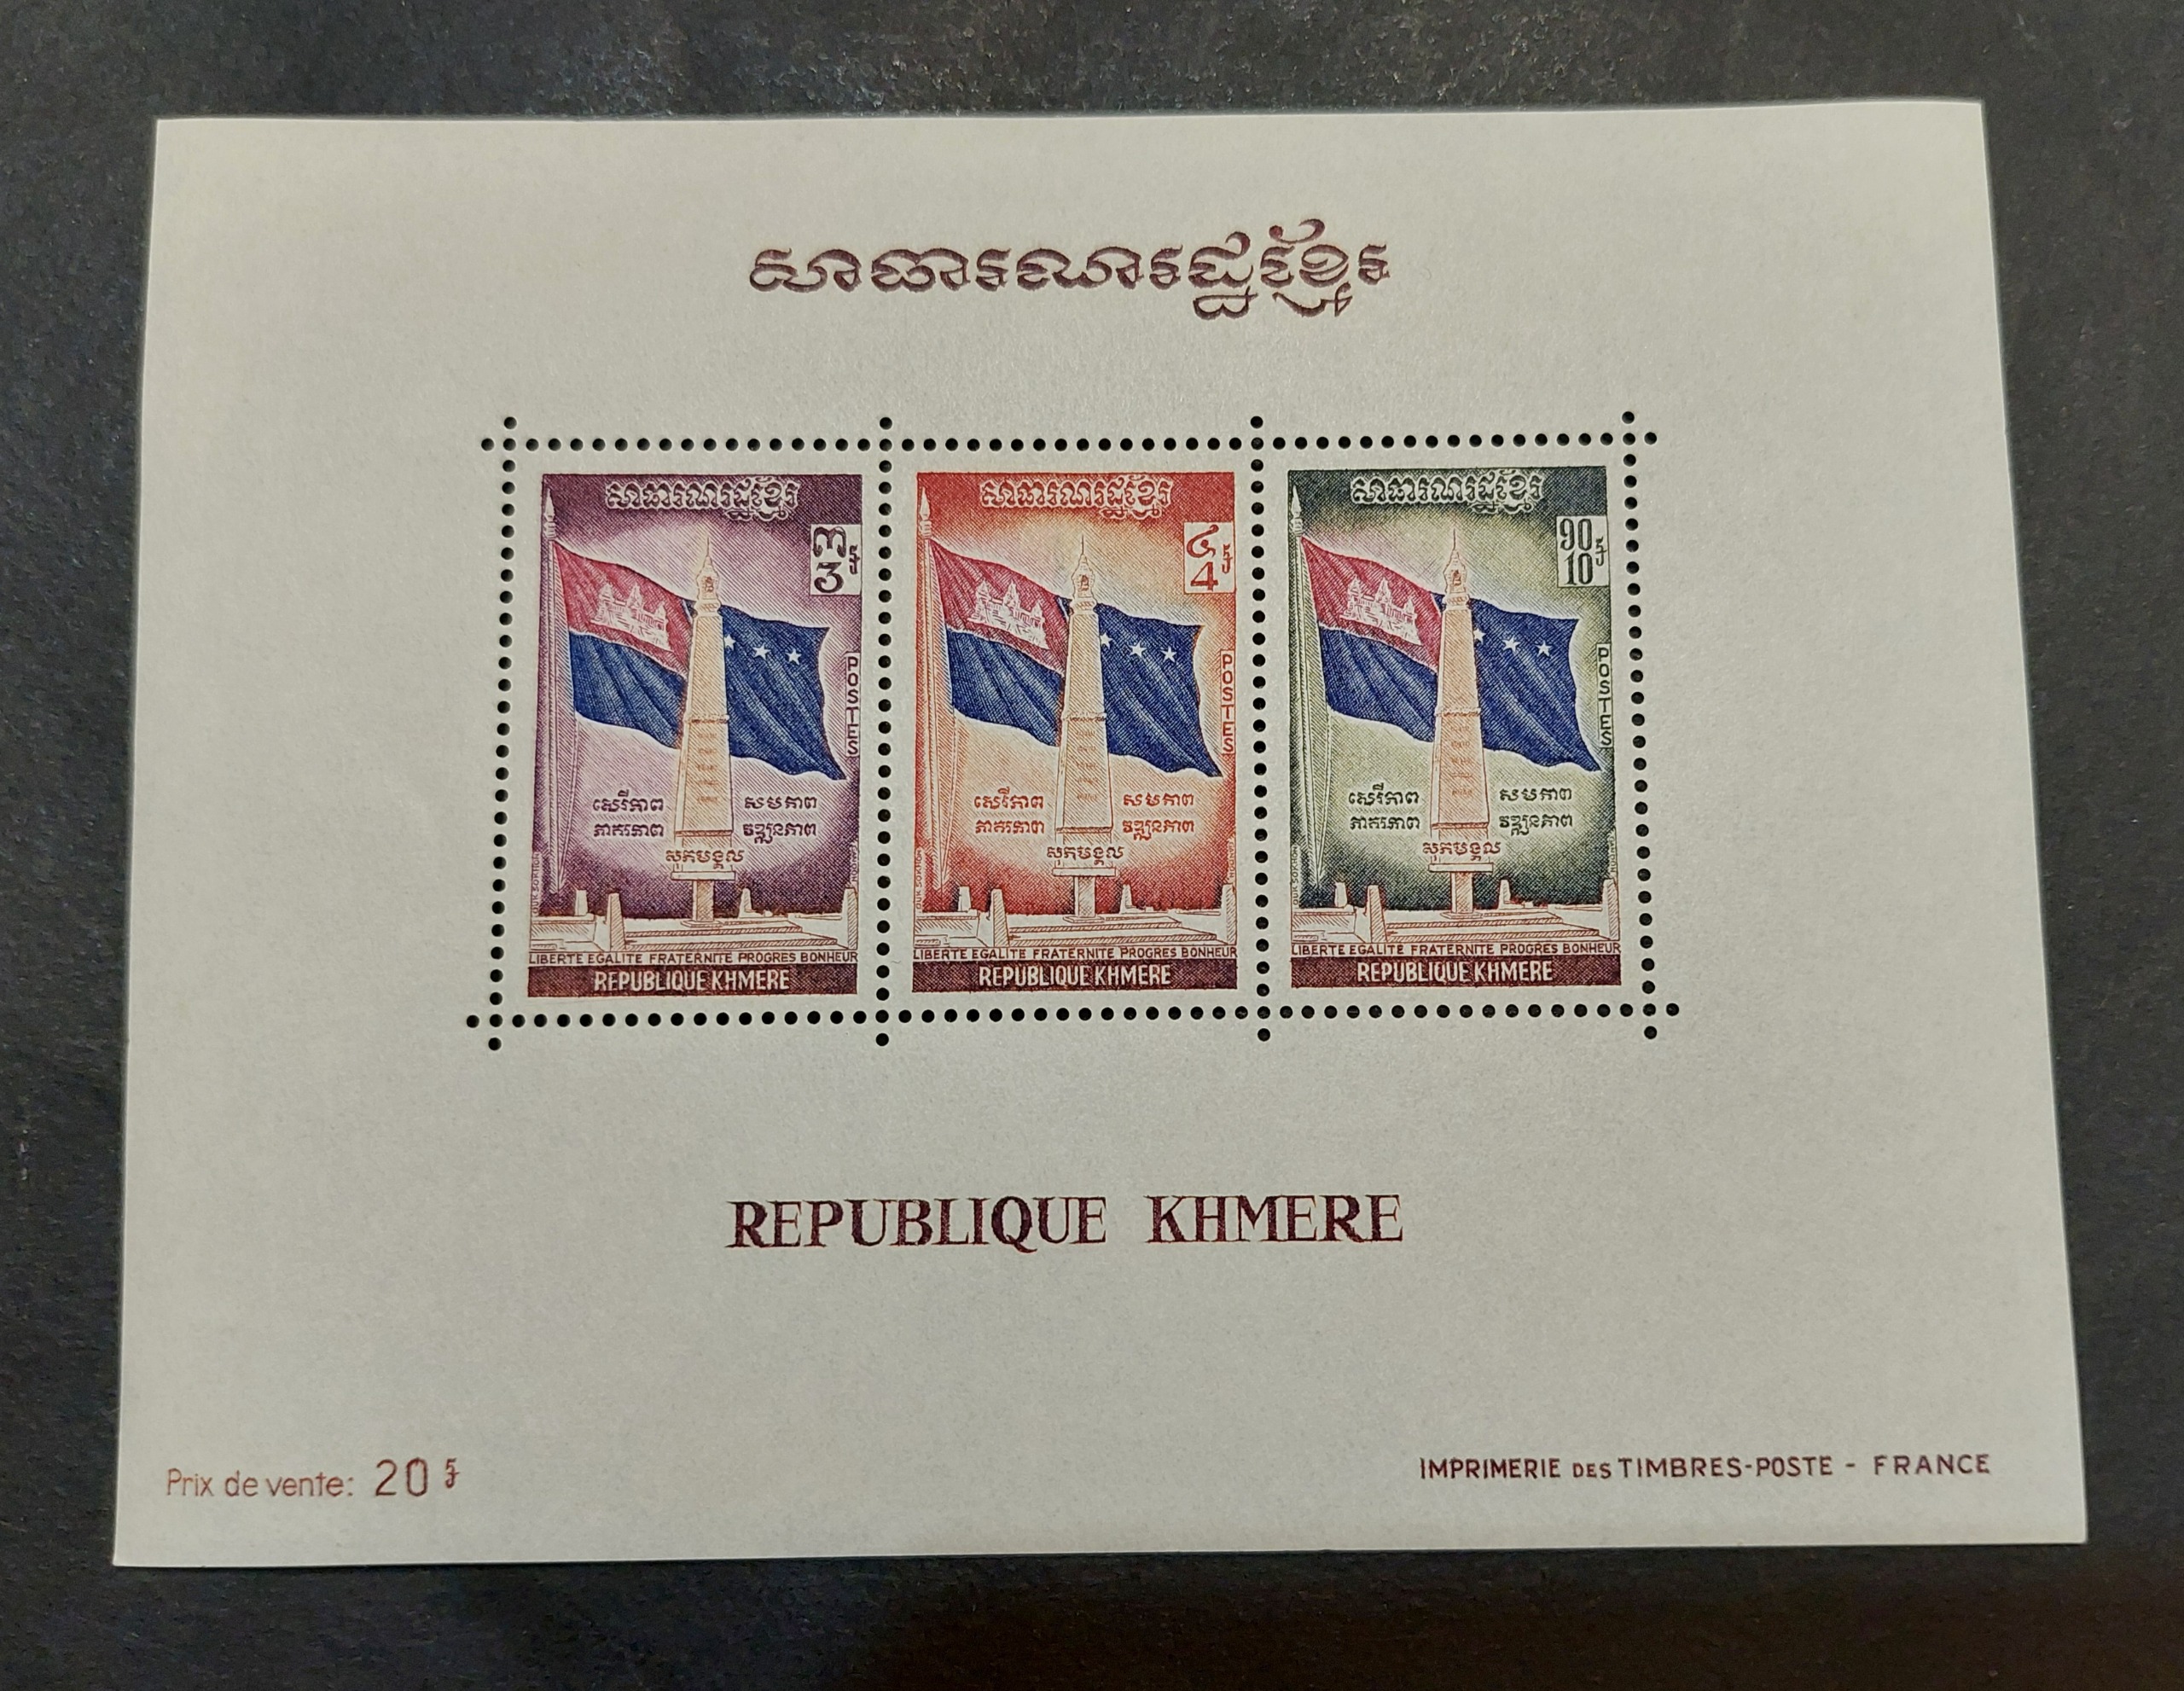 សាធារណរដ្ឋខ្មែរ
សាធារណរដ្ឋខ្មែរ
៣៛
3
POSTES
សេរីភាព សមភាព
ភាតរភាព វឌ្ឍនភាព
សុភមង្គល
LIBERTE EGALITE FRATERNITE PROGRES BONHEUR
REPUBLIQUE KHMERE
សាធារណរដ្ឋខ្មែរ
៤៛
4
POSTES
សេរីភាព សមភាព
ភាតរភាព វឌ្ឍនភាព
សុភមង្គល
LIBERTE EGALITE FRATERNITE PROGRES BONHEUR
REPUBLIQUE KHMERE
សាធារណរដ្ឋខ្មែរ
១០៛
10
POSTES
សេរីភាព សមភាព
ភាតរភាព វឌ្ឍនភាព
សុភមង្គល
LIBERTE EGALITE FRATERNITE PROGRES BONHEUR
REPUBLIQUE KHMERE
REPUBLIQUE KHMERE
Prix de vente: 20 ៛
IMPRIMERIE DES TIMBRES-POSTE - FRANCE